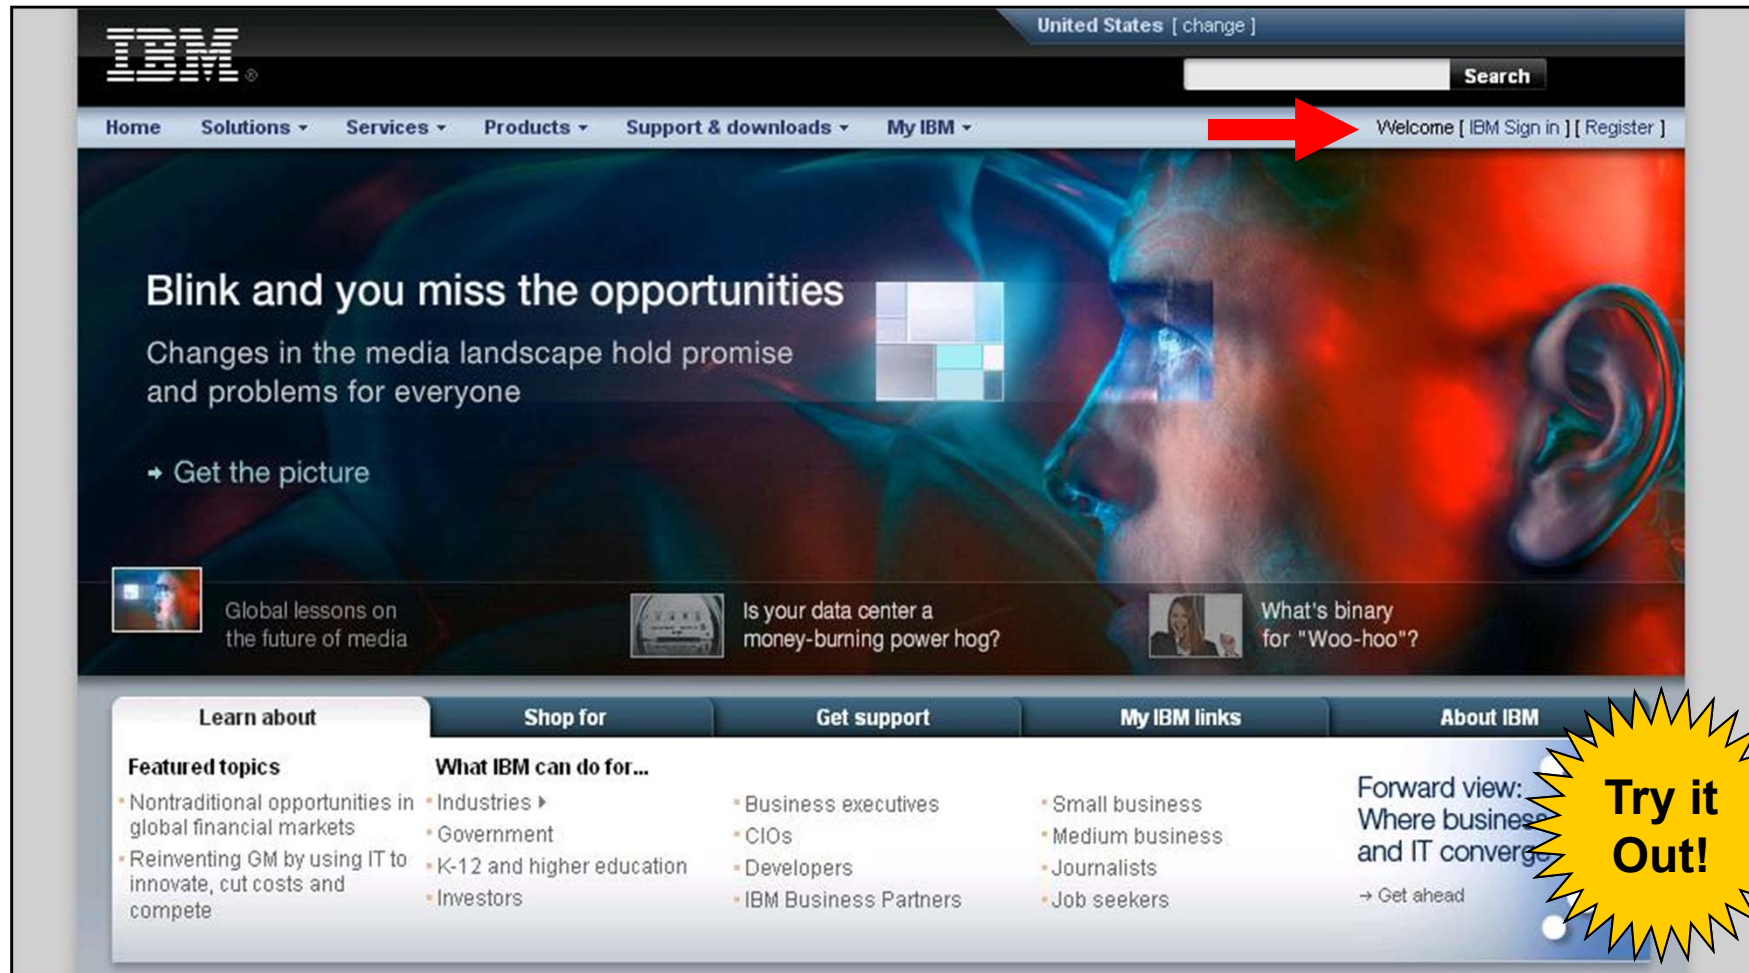 United States [ change ]
IBM ®
Search
Home Solutions Services Products Support & downloads My IBM Welcome [ IBM Sign in ] [ Register ]
Blink and you miss the opportunities
Changes in the media landscape hold promise
and problems for everyone
→ Get the picture
Global lessons on
the future of media
Is your data center a
money-burning power hog?
What's binary
for "Woo-hoo"?
Learn about Shop for Get support My IBM links About IBM
Featured topics
Nontraditional opportunities in
global financial markets
Reinventing GM by using IT to
innovate, cut costs and
compete
What IBM can do for...
Industries
Government
K-12 and higher education
Investors
Business executives
CIOs
Developers
IBM Business Partners
Small business
Medium business
Journalists
Job seekers
Forward view:
Where business
and IT converge
→ Get ahead
Try it
Out!